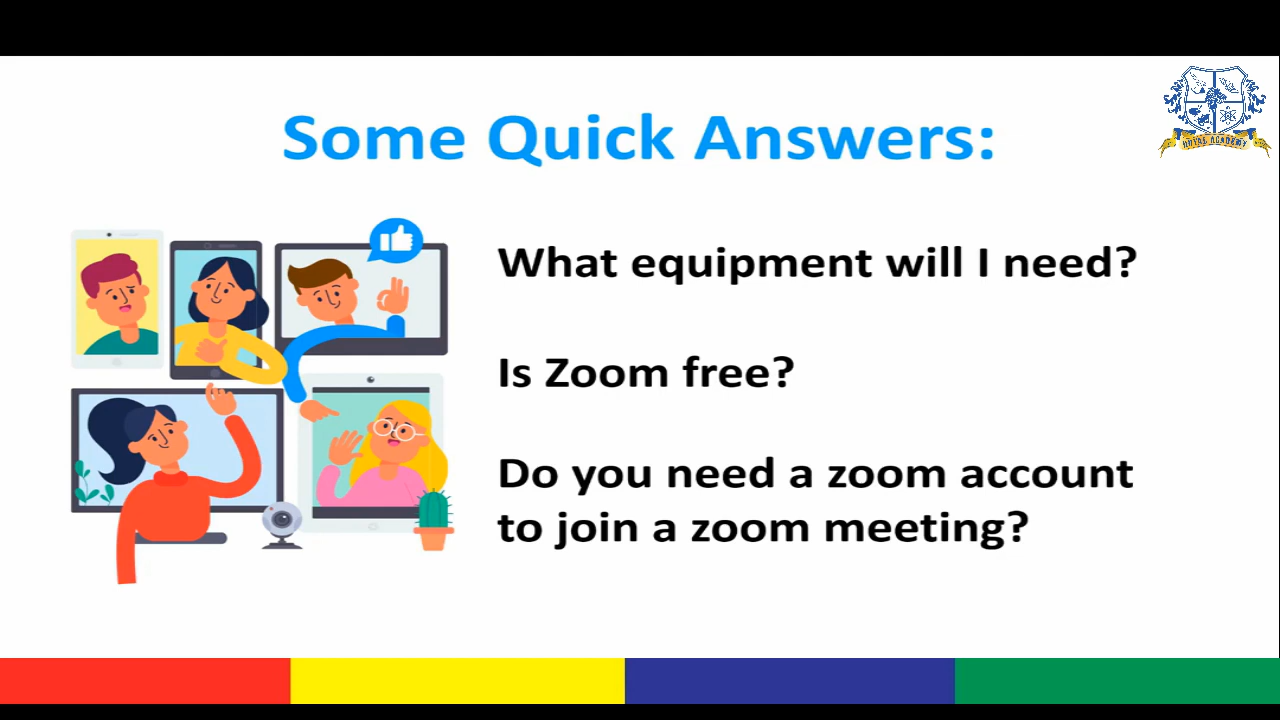 Some Quick Answers:
What equipment will I need?
Is Zoom free?
Do you need a zoom account
to join a zoom meeting?